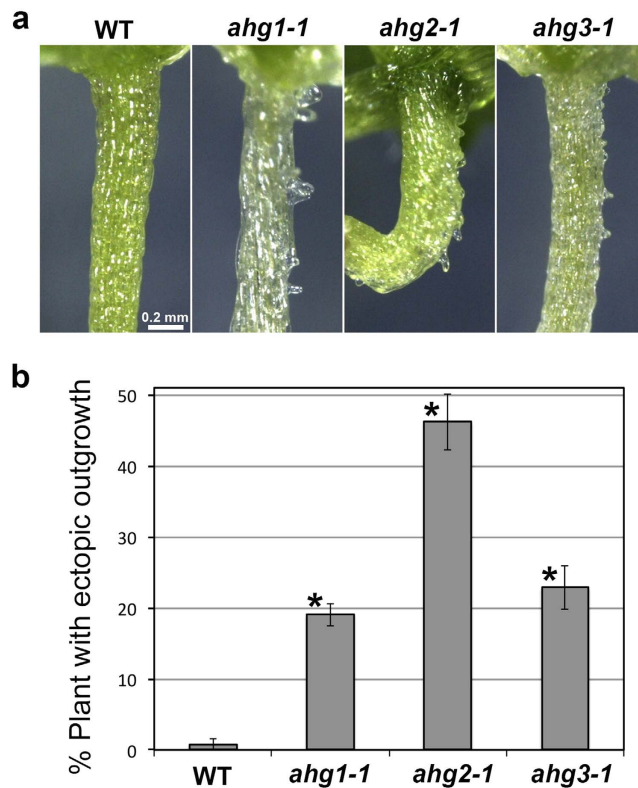 a
WT
ahg1-1
ahg2-1
ahg3-1
0.2 mm
b
% Plant with ectopic outgrowth
50
40
30
20
10
0
*
*
*
WT
ahg1-1
ahg2-1
ahg3-1